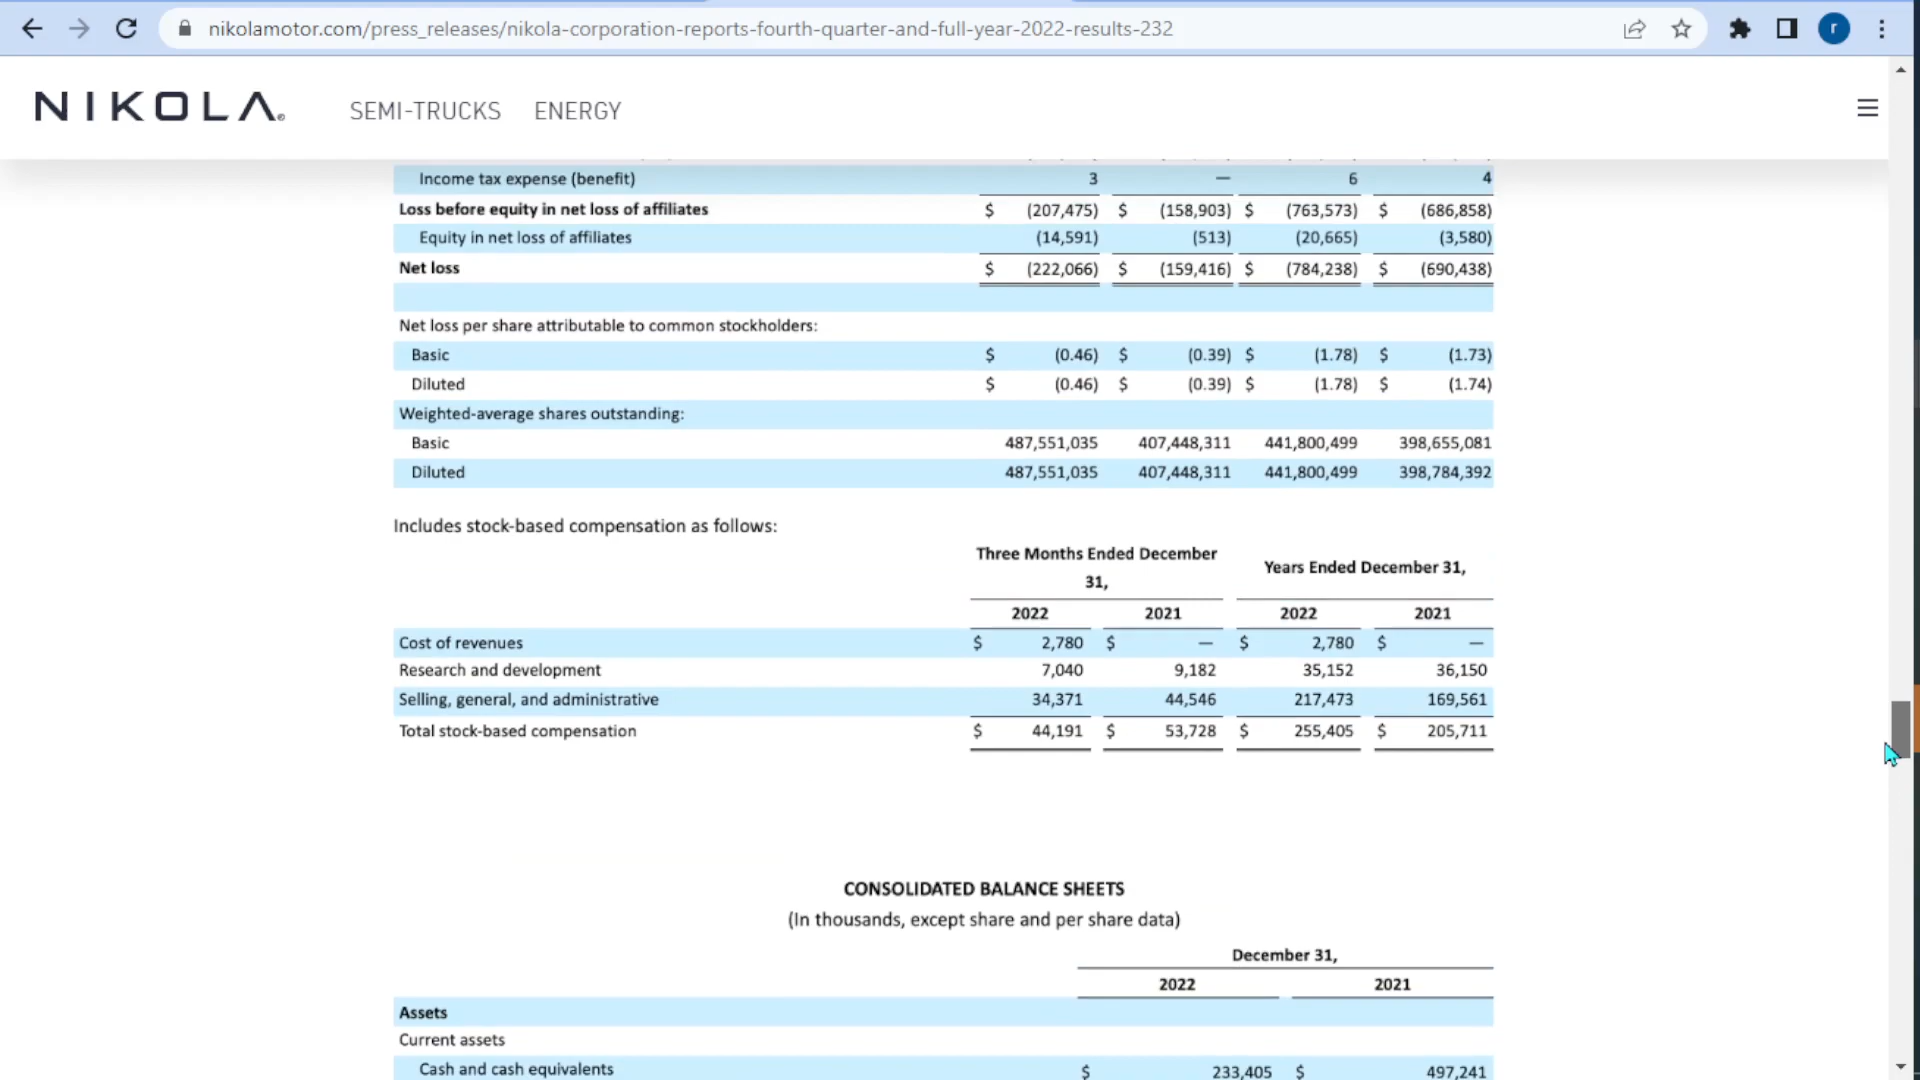 nikolamotor.com/press_releases/nikola-corporation-reports-fourth-quarter-and-full-year-2022-results-232
r
NIKOLA® SEMI-TRUCKS ENERGY
Income tax expense (benefit) 3 — 6 4
Loss before equity in net loss of affiliates $ (207,475) $ (158,903) $ (763,573) $ (686,858)
Equity in net loss of affiliates (14,591) (513) (20,665) (3,580)
Net loss $ (222,066) $ (159,416) $ (784,238) $ (690,438)
Net loss per share attributable to common stockholders:
Basic $ (0.46) $ (0.39) $ (1.78) $ (1.73)
Diluted $ (0.46) $ (0.39) $ (1.78) $ (1.74)
Weighted-average shares outstanding:
Basic 487,551,035 407,448,311 441,800,499 398,655,081
Diluted 487,551,035 407,448,311 441,800,499 398,784,392
Includes stock-based compensation as follows:
Three Months Ended December
31,
Years Ended December 31,
2022 2021 2022 2021
Cost of revenues $ 2,780 $ — $ 2,780 $ —
Research and development 7,040 9,182 35,152 36,150
Selling, general, and administrative 34,371 44,546 217,473 169,561
Total stock-based compensation $ 44,191 $ 53,728 $ 255,405 $ 205,711
CONSOLIDATED BALANCE SHEETS
(In thousands, except share and per share data)
December 31,
2022 2021
Assets
Current assets
Cash and cash equivalents $ 233,405 $ 497,241